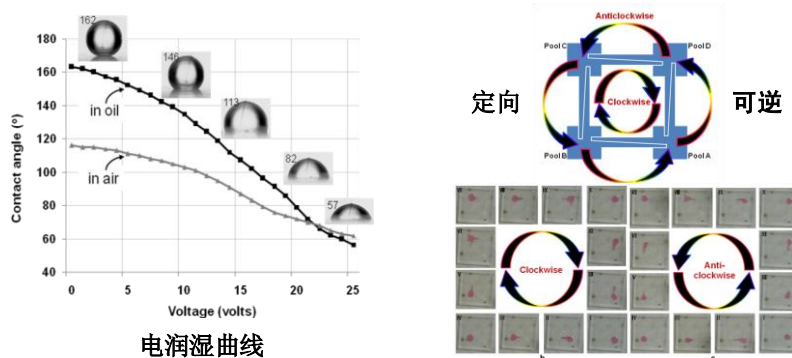 162
146
113
82
57
180
160
140
120
100
80
60
40
0
5
10
15
20
25
Contact angle (°)
in oil
in air
Voltage (volts)
电润湿曲线
Anticlockwise
Pool C
Pool D
定向
Clockwise
可逆
Pool B
Pool A
Clockwise
Anti-
clockwise